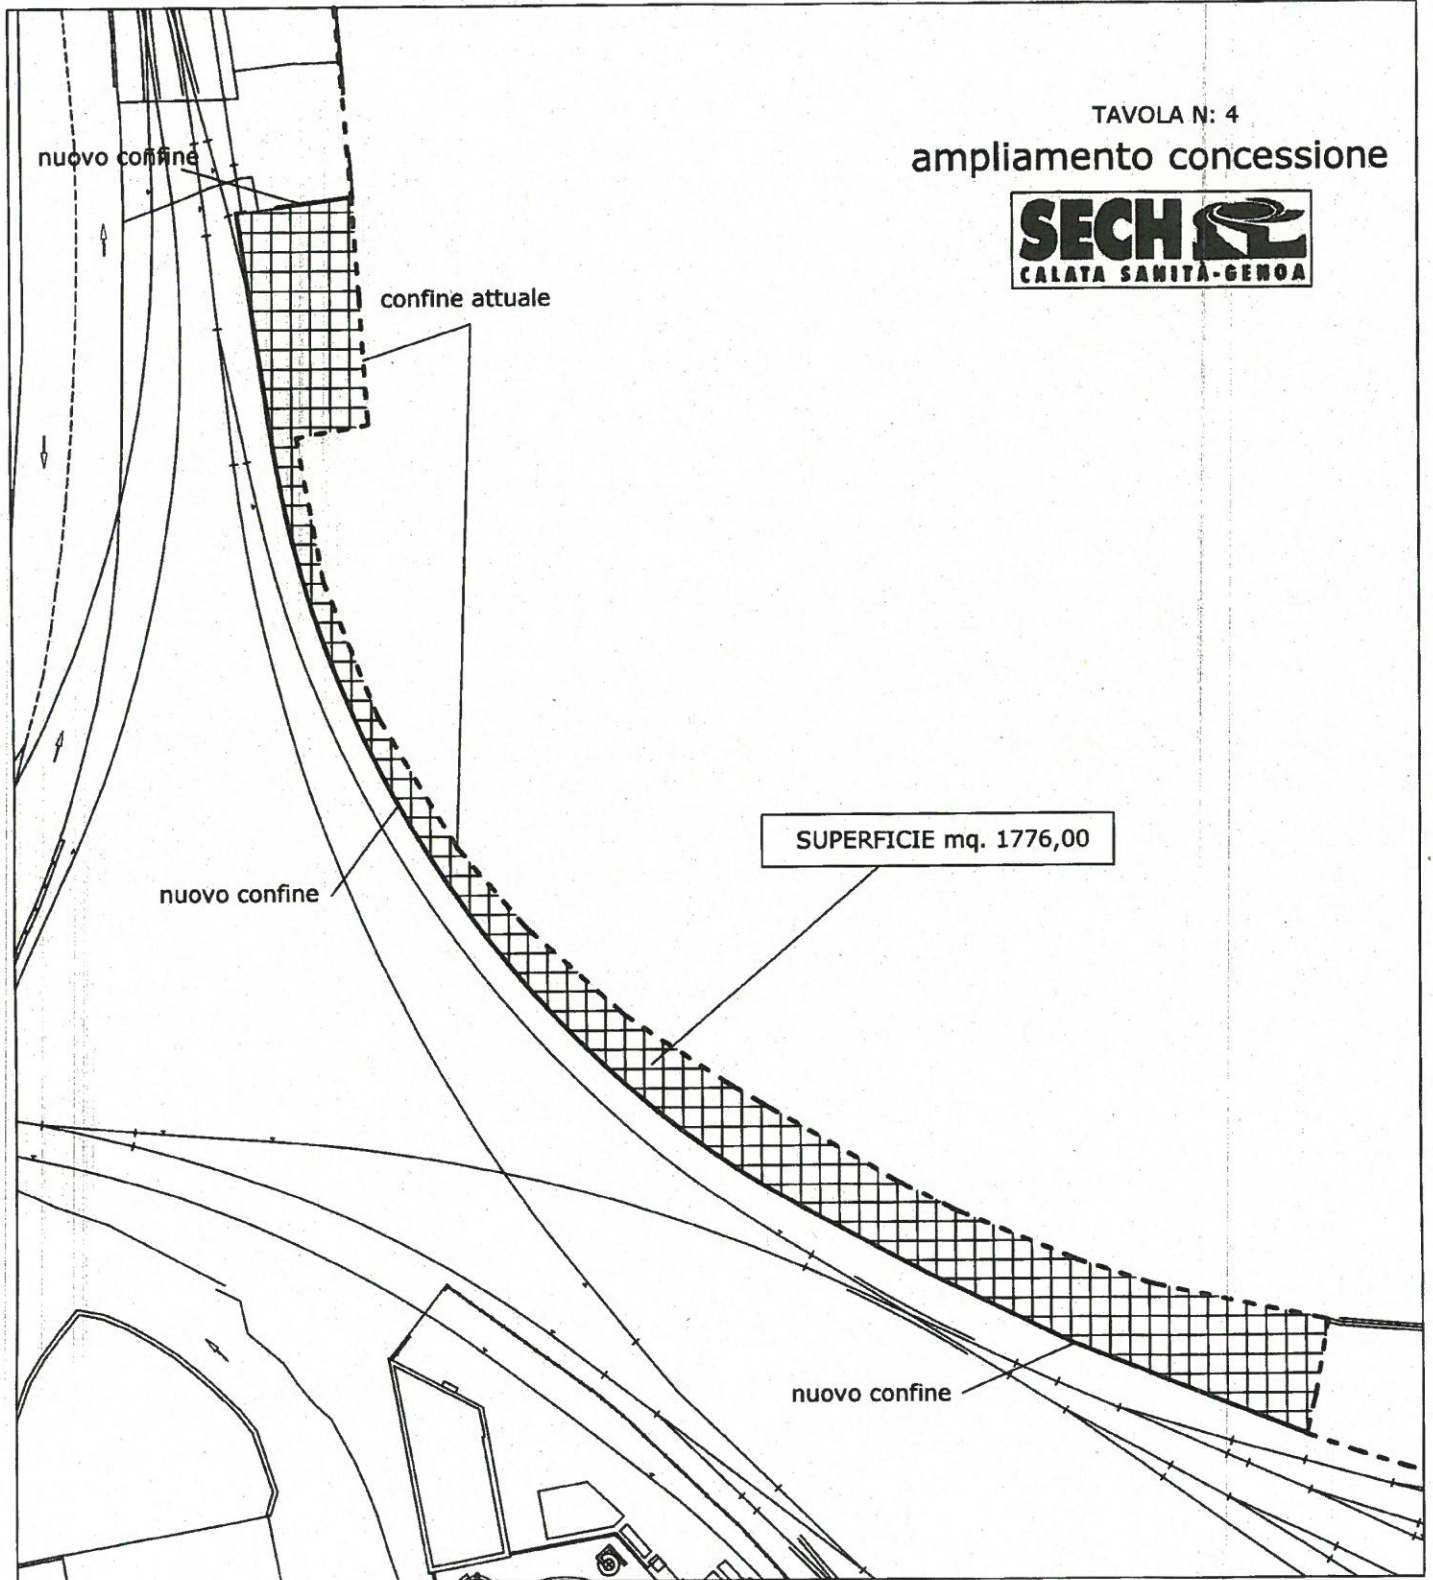 TAVOLA N: 4
ampliamento concessione
SECH
CALATA SANITÀ-GENOA
nuovo confine
confine attuale
SUPERFICIE mq. 1776,00
nuovo confine
nuovo confine